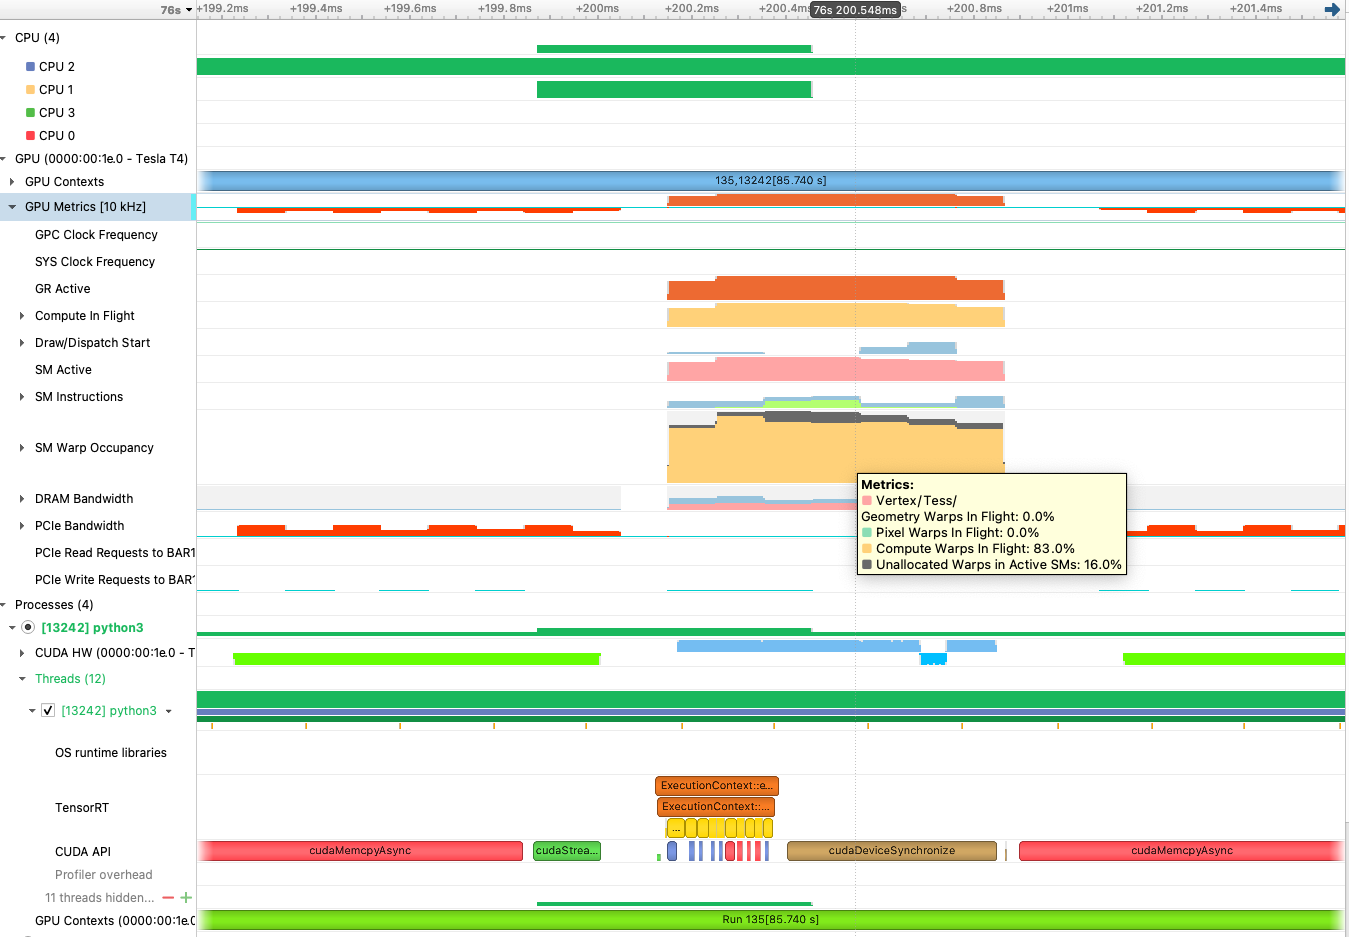 76s
+199.2ms
+199.4ms
+199.6ms
+199.8ms
+200ms
+200.2ms
+200.4ms
76s 200.548ms
+200.8ms
+201ms
+201.2ms
+201.4ms
CPU (4)
CPU 2
CPU 1
CPU 3
CPU 0
GPU (0000:00:1e.0 - Tesla T4)
GPU Contexts
135,13242[85.740 s]
GPU Metrics [10 kHz]
GPC Clock Frequency
SYS Clock Frequency
GR Active
Compute In Flight
Draw/Dispatch Start
SM Active
SM Instructions
SM Warp Occupancy
Metrics:
Vertex/Tess/
Geometry Warps In Flight: 0.0%
Pixel Warps In Flight: 0.0%
Compute Warps In Flight: 83.0%
Unallocated Warps in Active SMs: 16.0%
DRAM Bandwidth
PCIe Bandwidth
PCIe Read Requests to BAR1
PCIe Write Requests to BAR
Processes (4)
[13242] python3
CUDA HW (0000:00:1e.0 - T
Threads (12)
[13242] python3
OS runtime libraries
TensorRT
ExecutionContext::e...
ExecutionContext::...
...
CUDA API
cudaMemcpyAsync
cudaStrea...
cudaDeviceSynchronize
cudaMemcpyAsync
Profiler overhead
11 threads hidden...
GPU Contexts (0000:00:1e.0
Run 135[85.740 s]